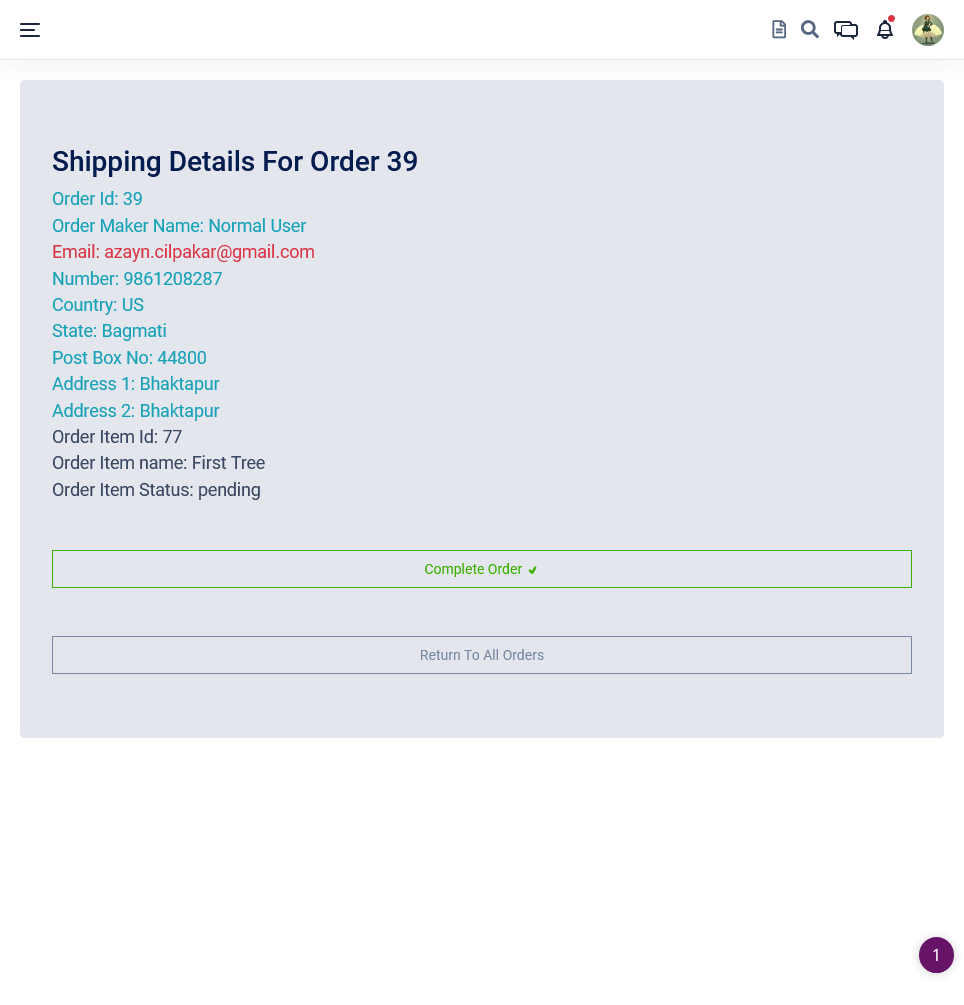 Shipping Details For Order 39
Order Id: 39
Order Maker Name: Normal User
Email: azayn.cilpakar@gmail.com
Number: 9861208287
Country: US
State: Bagmati
Post Box No: 44800
Address 1: Bhaktapur
Address 2: Bhaktapur
Order Item Id: 77
Order Item name: First Tree
Order Item Status: pending
Complete Order
Return To All Orders
1